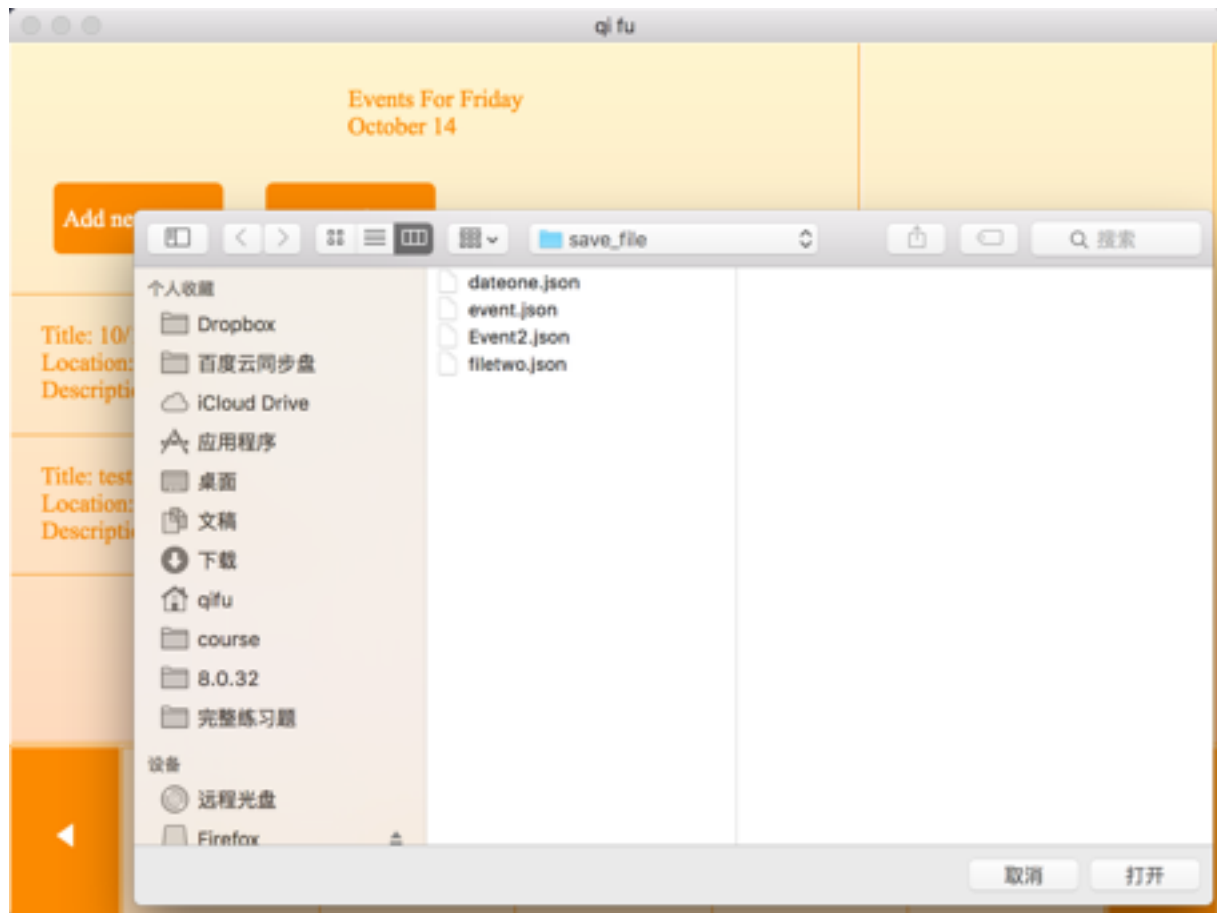 qi fu
Events For Friday
October 14
Add ne
save_file
搜索
个人收藏
Dropbox
百度云同步盘
iCloud Drive
应用程序
桌面
文稿
下载
qifu
course
8.0.32
完整练习题
设备
远程光盘
Firefox
dateone.json
event.json
Event2.json
filetwo.json
Title: 10/
Location:
Descripti
Title: test
Location:
Descripti
取消
打开